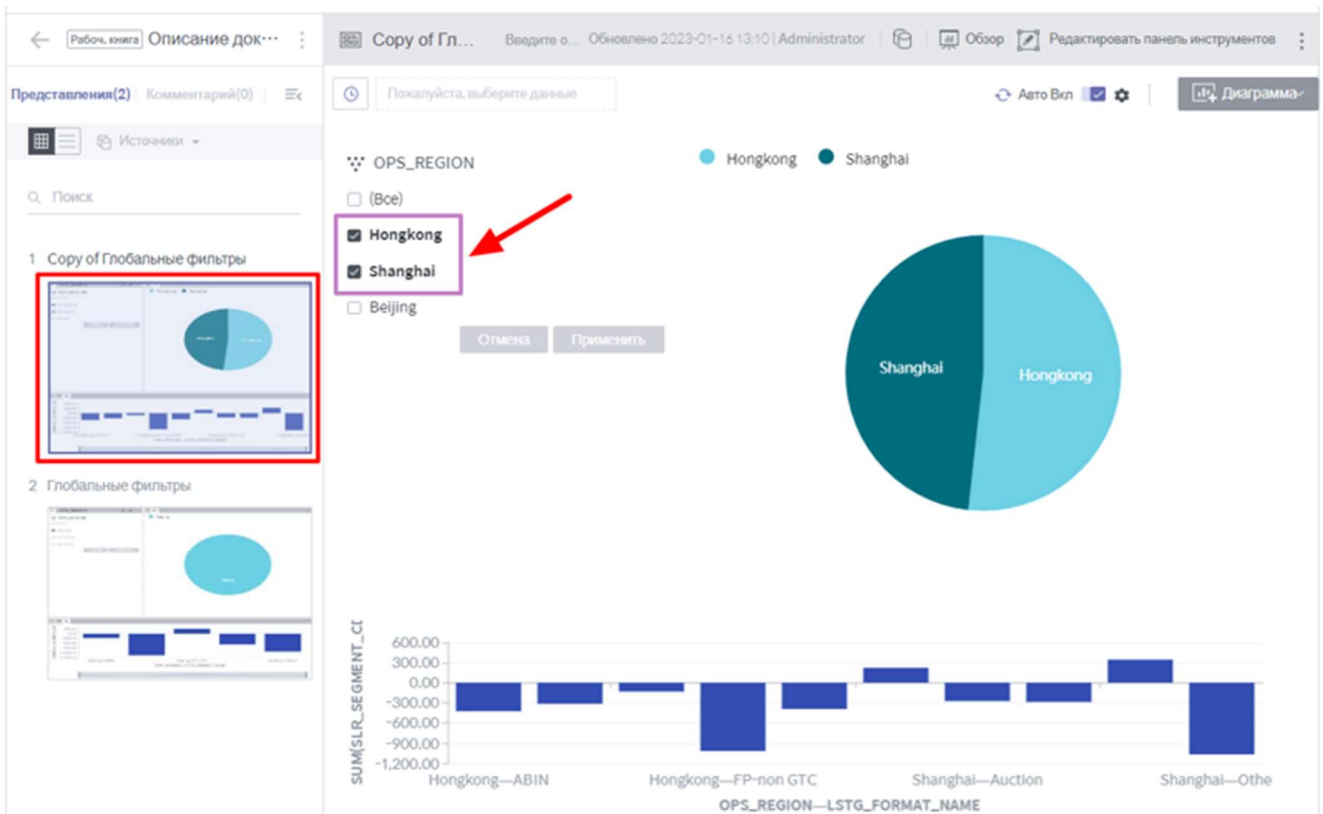 Рабоч. книга Описание док···
Copy of Гл... Введите о... Обновлено 2023-01-16 13:10 | Administrator Обзор Редактировать панель инструментов
Представления(2) Комментарий(0)
Пожалуйста, выберите данные
Авто Вкл
Диаграмма
Источники
Поиск
1 Copy of Глобальные фильтры
2 Глобальные фильтры
OPS_REGION
(Все)
Hongkong
Shanghai
Beijing
Отмена Применить
Hongkong Shanghai
Shanghai
Hongkong
SUM(SLR_SEGMENT_CD
600.00
300.00
0.00
-300.00
-600.00
-900.00
-1,200.00
Hongkong—ABIN Hongkong—FP-non GTC Shanghai—Auction Shanghai—Othe
OPS_REGION—LSTG_FORMAT_NAME